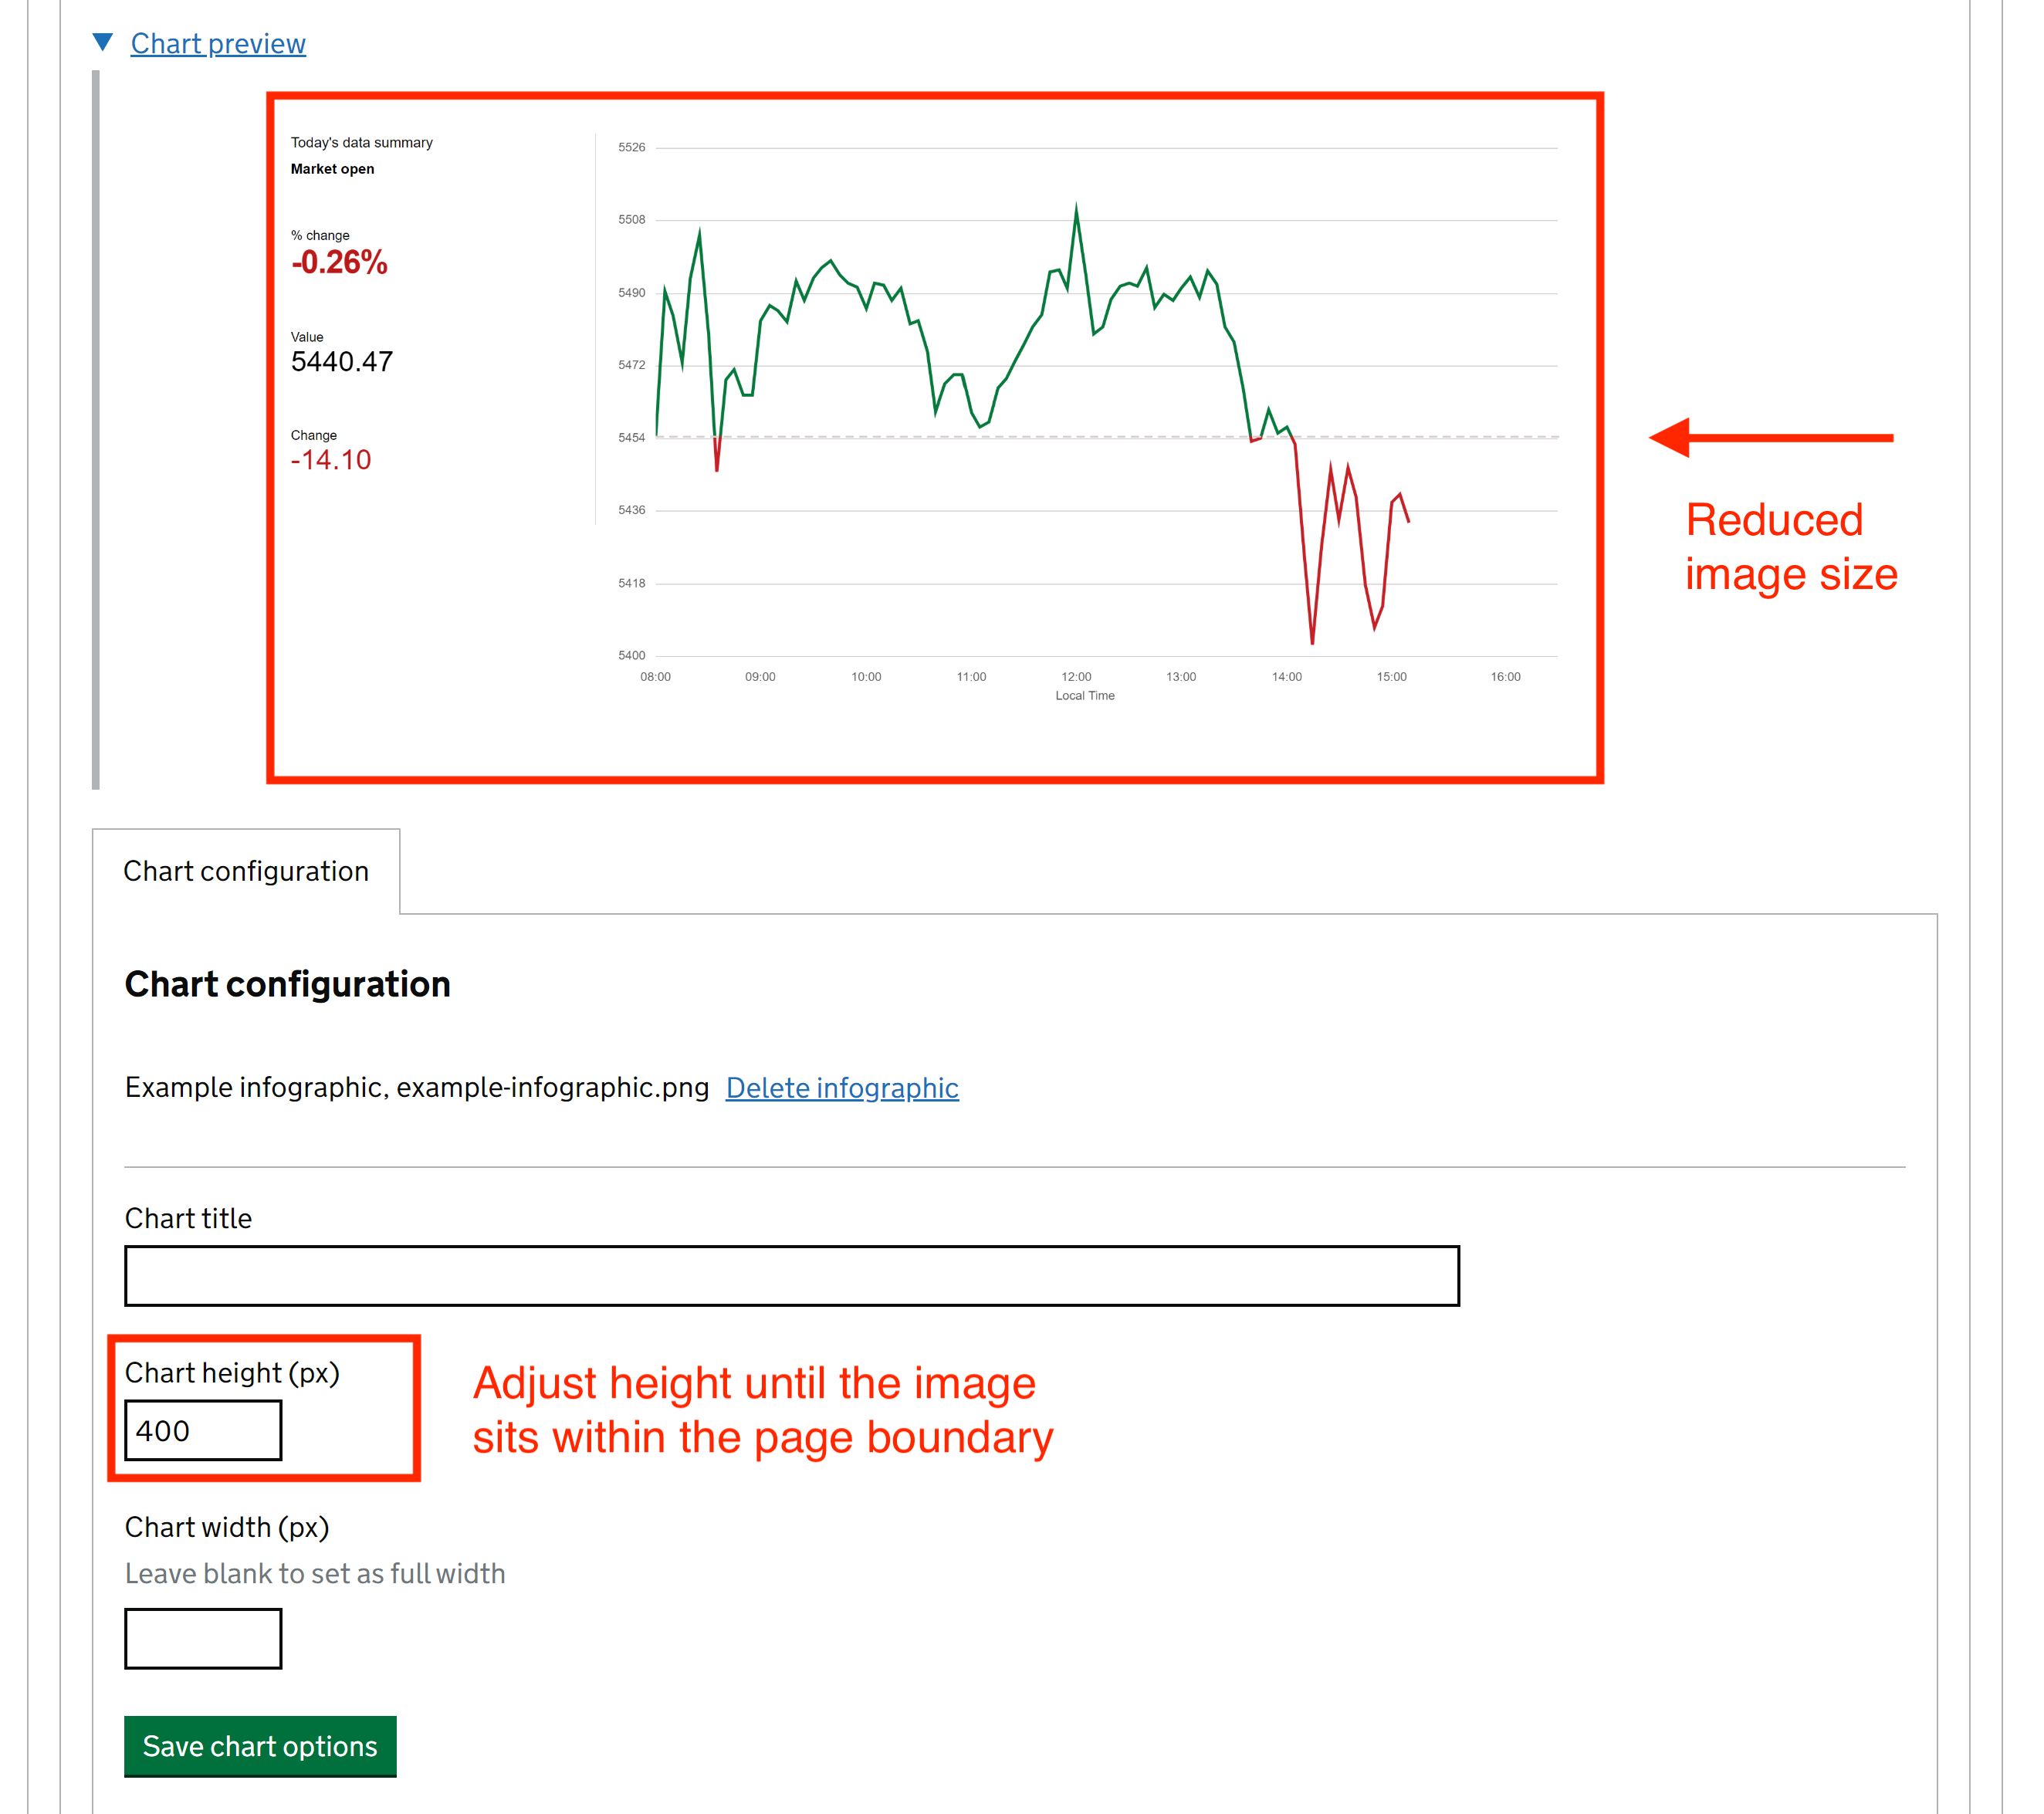 Chart preview
Today's data summary
Market open
% change
-0.26%
Value
5440.47
Change
-14.10
5526
5508
5490
5472
5454
5436
5418
5400
08:00 09:00 10:00 11:00 12:00 13:00 14:00 15:00 16:00
Local Time
Reduced
image size
Chart configuration
Chart configuration
Example infographic, example-infographic.png Delete infographic
Chart title
Chart height (px)
400
Adjust height until the image
sits within the page boundary
Chart width (px)
Leave blank to set as full width
Save chart options